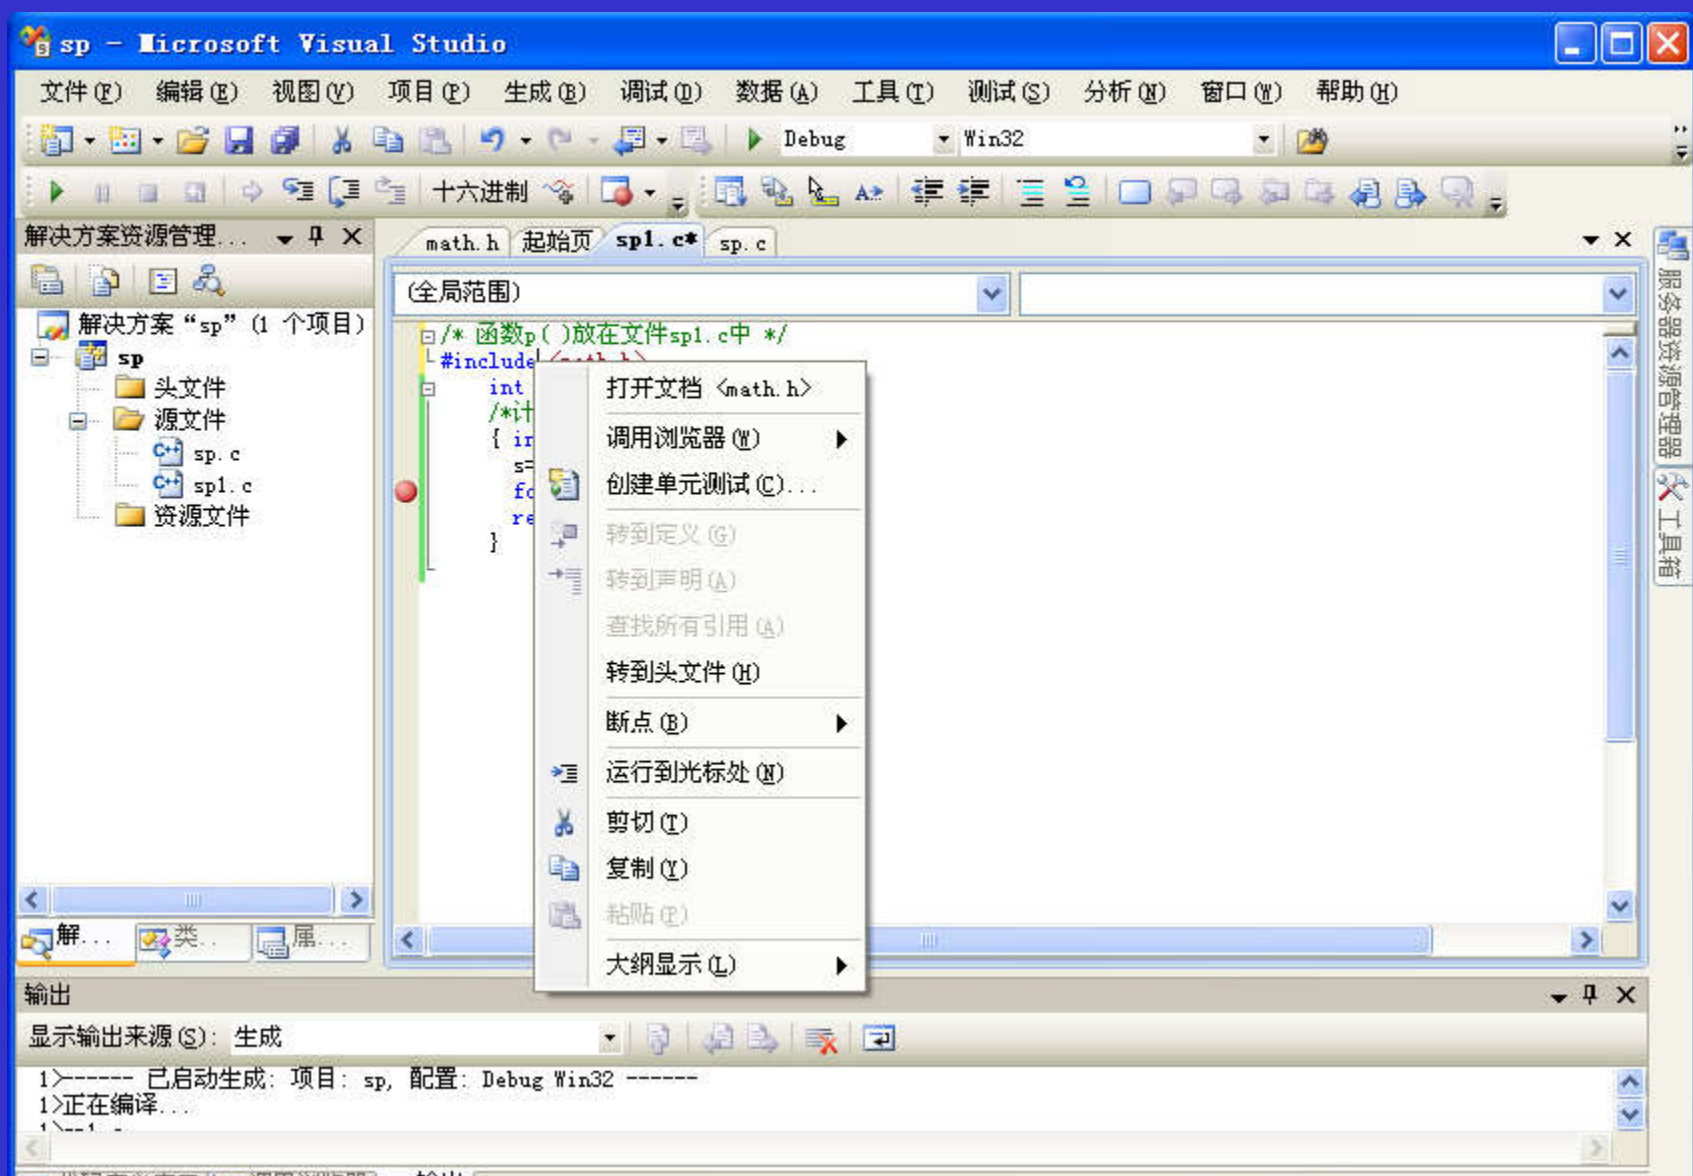 sp - Microsoft Visual Studio
文件(F) 编辑(E) 视图(V) 项目(P) 生成(B) 调试(D) 数据(A) 工具(T) 测试(S) 分析(N) 窗口(W) 帮助(H)
Debug Win32
十六进制
解决方案资源管理...
math.h 起始页 sp1.c* sp.c
(全局范围)
解决方案“sp”(1 个项目)
sp
头文件
源文件
sp.c
sp1.c
资源文件
/* 函数p( )放在文件sp1.c中 */
#include
int
/*计
{
s=
}
打开文档 <math.h>
调用浏览器(W)
创建单元测试(C)...
转到定义(G)
转到声明(A)
查找所有引用(A)
转到头文件(H)
断点(B)
运行到光标处(N)
剪切(T)
复制(Y)
粘贴(P)
大纲显示(L)
服务器资源管理器
工具箱
解... 类... 属...
输出
显示输出来源(S): 生成
1>------ 已启动生成: 项目: sp, 配置: Debug Win32 ------
1>正在编译...